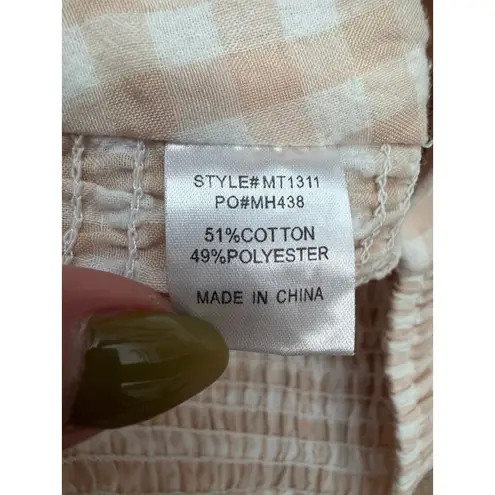 STYLE#MT1311
PO#MH438
51%COTTON
49%POLYESTER
MADE IN CHINA